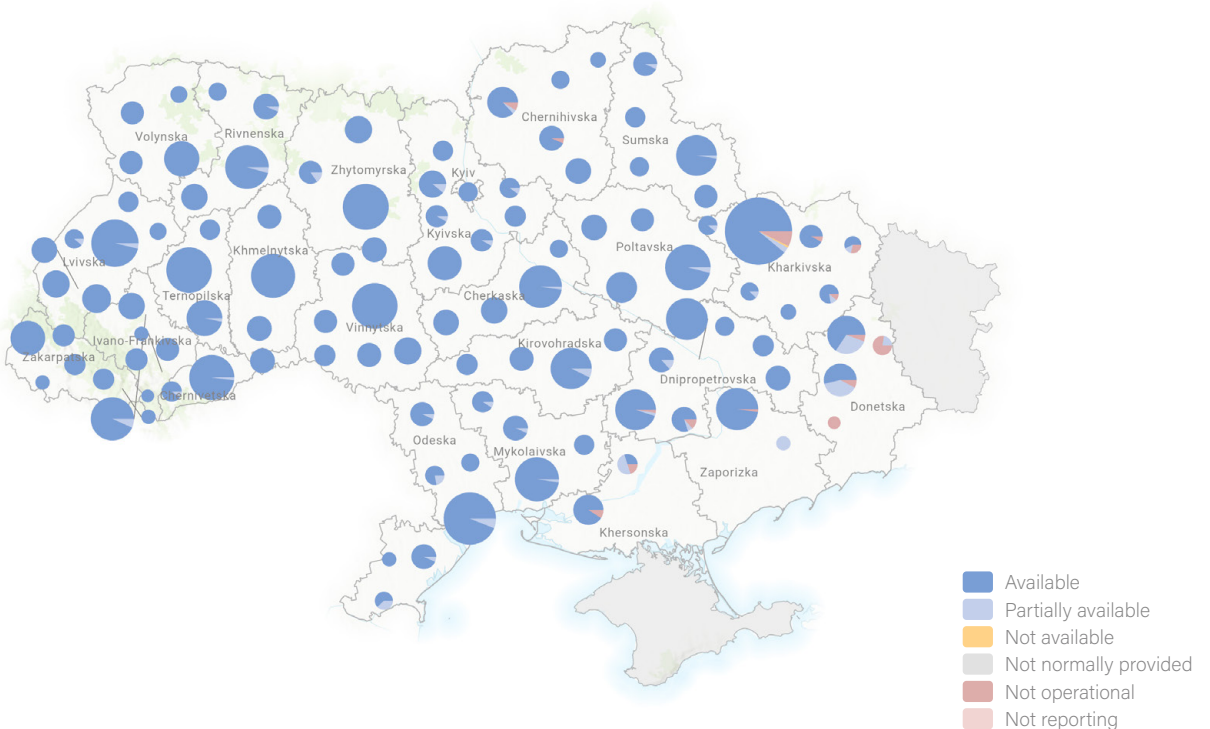 Chernihivska
Volynska
Rivnenska
Sumska
Zhytomyrska
Kyiv
Kyivska
Khmelnytska
Poltavska
Lvivska
Kharkivska
Ternopilska
Cherkaska
Vinnytska
Ivano-Frankivska
Kirovohradska
Zakarpatska
Dnipropetrovska
Chernivetska
Donetska
Odeska
Mykolaivska
Zaporizka
Khersonska
Available
Partially available
Not available
Not normally provided
Not operational
Not reporting